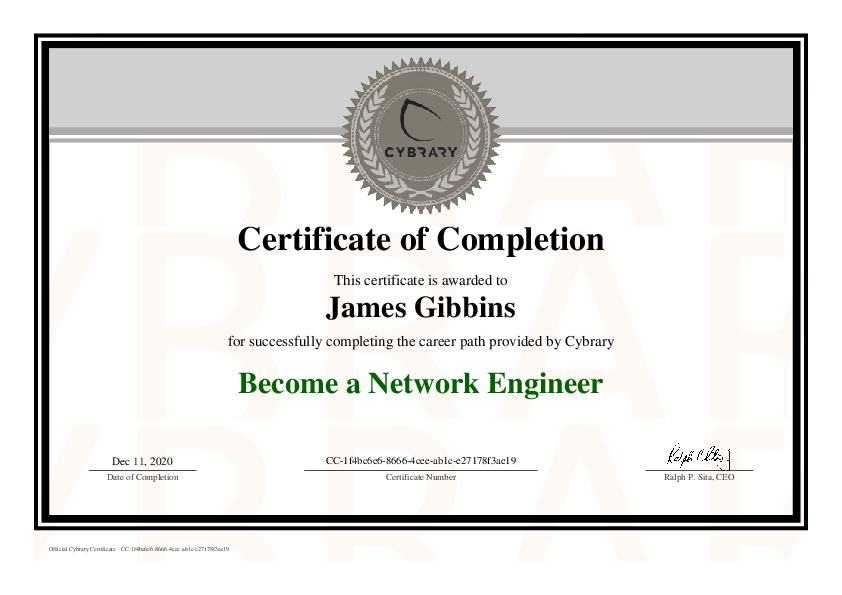 CYBRARY
Certificate of Completion
This certificate is awarded to
James Gibbins
for successfully completing the career path provided by Cybrary
Become a Network Engineer
Dec 11, 2020
Date of Completion
CC-1f4bc6e6-8666-4cee-ab1c-e27178f3ae19
Certificate Number
Ralph P. Sita, CEO
Official Cybrary Certificate - CC-1f4bc6e6-8666-4cee-ab1c-e27178f3ae19